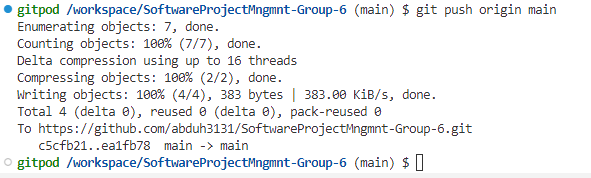 gitpod /workspace/SoftwareProjectMngmnt-Group-6 (main) $ git push origin main
Enumerating objects: 7, done.
Counting objects: 100% (7/7), done.
Delta compression using up to 16 threads
Compressing objects: 100% (2/2), done.
Writing objects: 100% (4/4), 383 bytes | 383.00 KiB/s, done.
Total 4 (delta 0), reused 0 (delta 0), pack-reused 0
To https://github.com/abduh3131/SoftwareProjectMngmnt-Group-6.git
   c5cfb21..ea1fb78  main -> main
gitpod /workspace/SoftwareProjectMngmnt-Group-6 (main) $